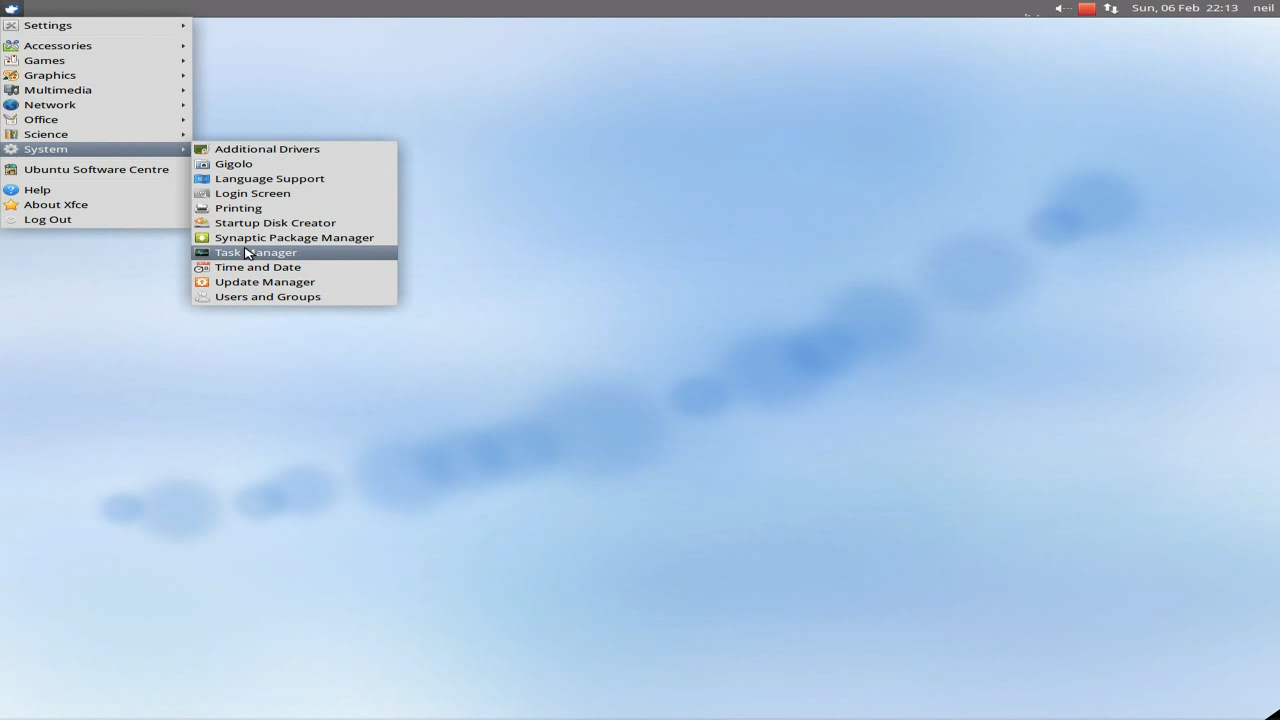 Sun, 06 Feb 22:13 neil
Settings
Accessories
Games
Graphics
Multimedia
Network
Office
Science
System
Ubuntu Software Centre
Help
About Xfce
Log Out
Additional Drivers
Gigolo
Language Support
Login Screen
Printing
Startup Disk Creator
Synaptic Package Manager
Task Manager
Time and Date
Update Manager
Users and Groups